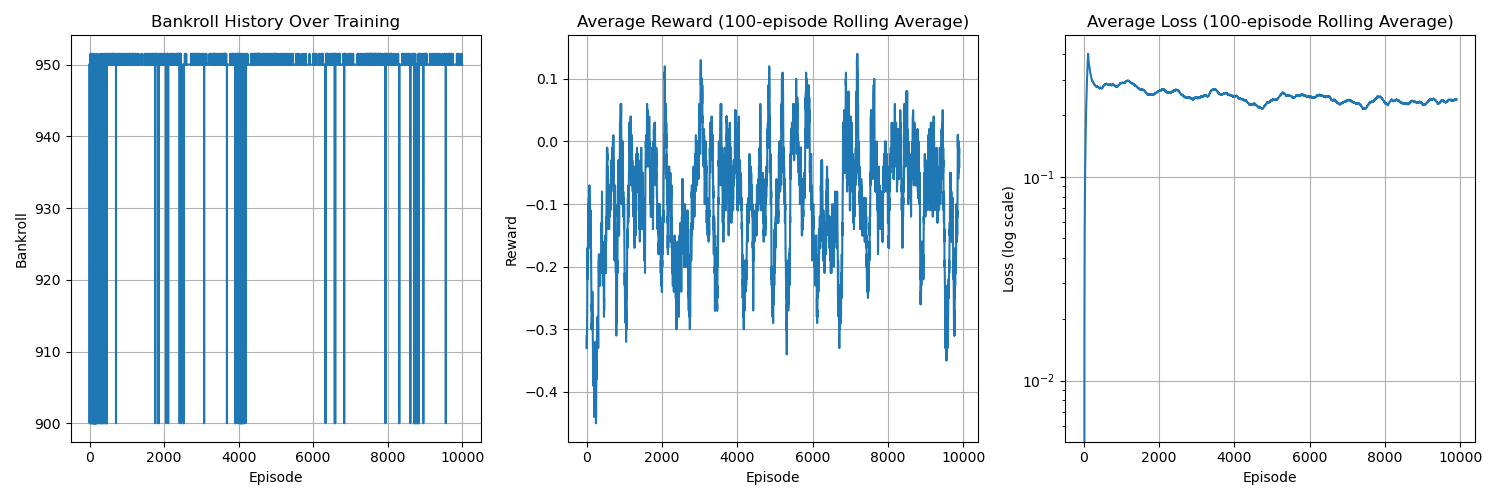 Bankroll History Over Training
Bankroll
950
940
930
920
910
900
0 2000 4000 6000 8000 10000
Episode
Average Reward (100-episode Rolling Average)
Reward
0.1
0.0
−0.1
−0.2
−0.3
−0.4
0 2000 4000 6000 8000 10000
Episode
Average Loss (100-episode Rolling Average)
Loss (log scale)
10⁻¹
10⁻²
0 2000 4000 6000 8000 10000
Episode